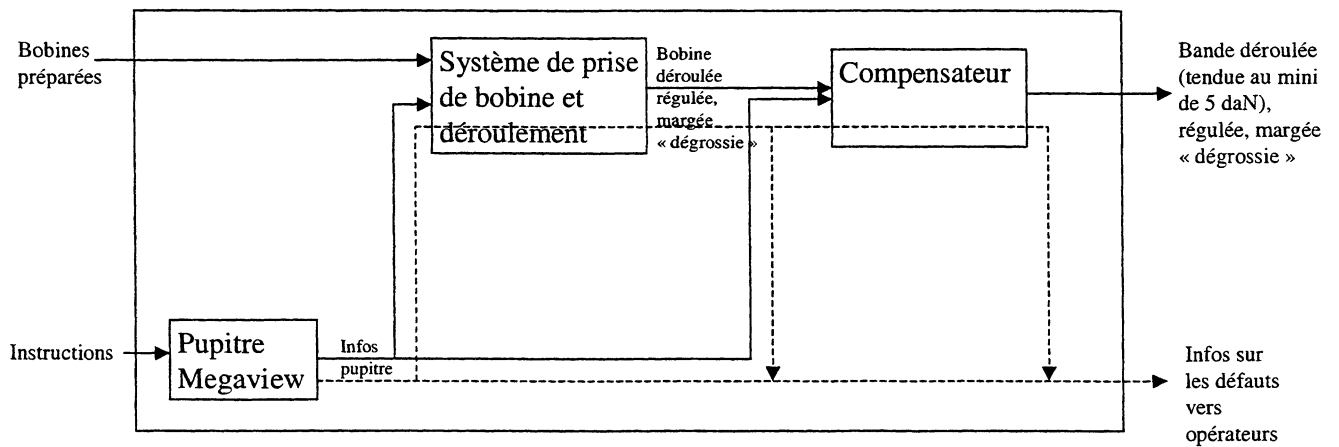 Bobines
préparées
Système de prise
de bobine et
déroulement
Bobine
déroulée
régulée,
margée
« dégrossie »
Compensateur
Bande déroulée
(tendue au mini
de 5 daN),
régulée, margée
« dégrossie »
Instructions
Pupitre
Megaview
Infos
pupitre
Infos sur
les défauts
vers
opérateurs